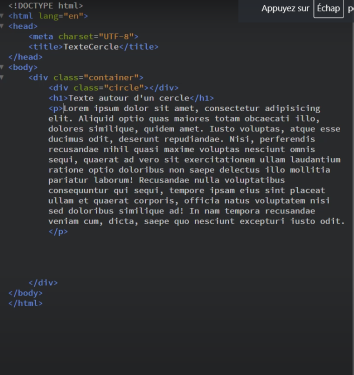 <!DOCTYPE html>
Appuyez sur Échap p
<html lang="en">
<head>
<meta charset="UTF-8">
<title>TexteCercle</title>
</head>
<body>
<div class="container">
<div class="circle"></div>
<h1>Texte autour d'un cercle</h1>
<p>Lorem ipsum dolor sit amet, consectetur adipisicing
elit. Aliquid optio quas maiores totam obcaecati illo,
dolores similique, quidem amet. Iusto voluptas, atque esse
ducimus odit, deserunt repudiandae. Nisi, perferendis
recusandae nihil quasi maxime voluptas nesciunt omnis
sequi, quaerat ad vero sit exercitationem ullam laudantium
ratione optio doloribus non saepe delectus illo mollitia
pariatur laborum! Recusandae nulla voluptatibus
consequuntur qui sequi, tempore ipsam eius sint placeat
ullam et quaerat corporis, officia natus voluptatem nisi
sed doloribus similique ad! In nam tempora recusandae
veniam cum, dicta, saepe quo nesciunt excepturi iusto odit.
</p>
</div>
</body>
</html>